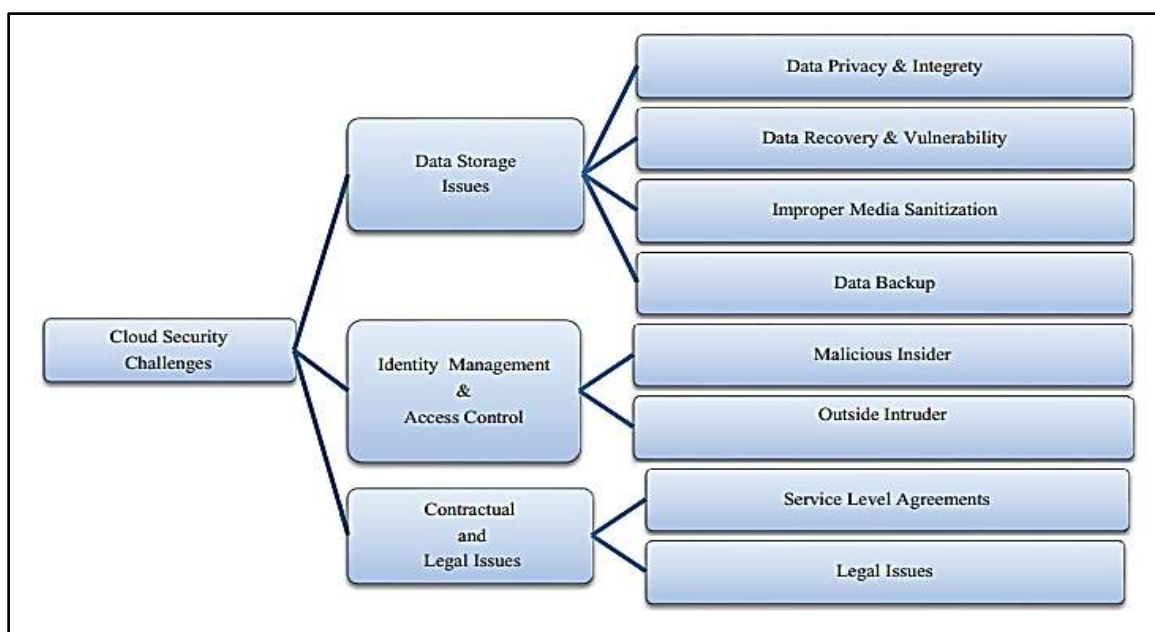 Cloud Security
Challenges
Data Storage
Issues
Data Privacy & Integrety
Data Recovery & Vulnerability
Improper Media Sanitization
Data Backup
Identity Management
&
Access Control
Malicious Insider
Outside Intruder
Contractual
and
Legal Issues
Service Level Agreements
Legal Issues